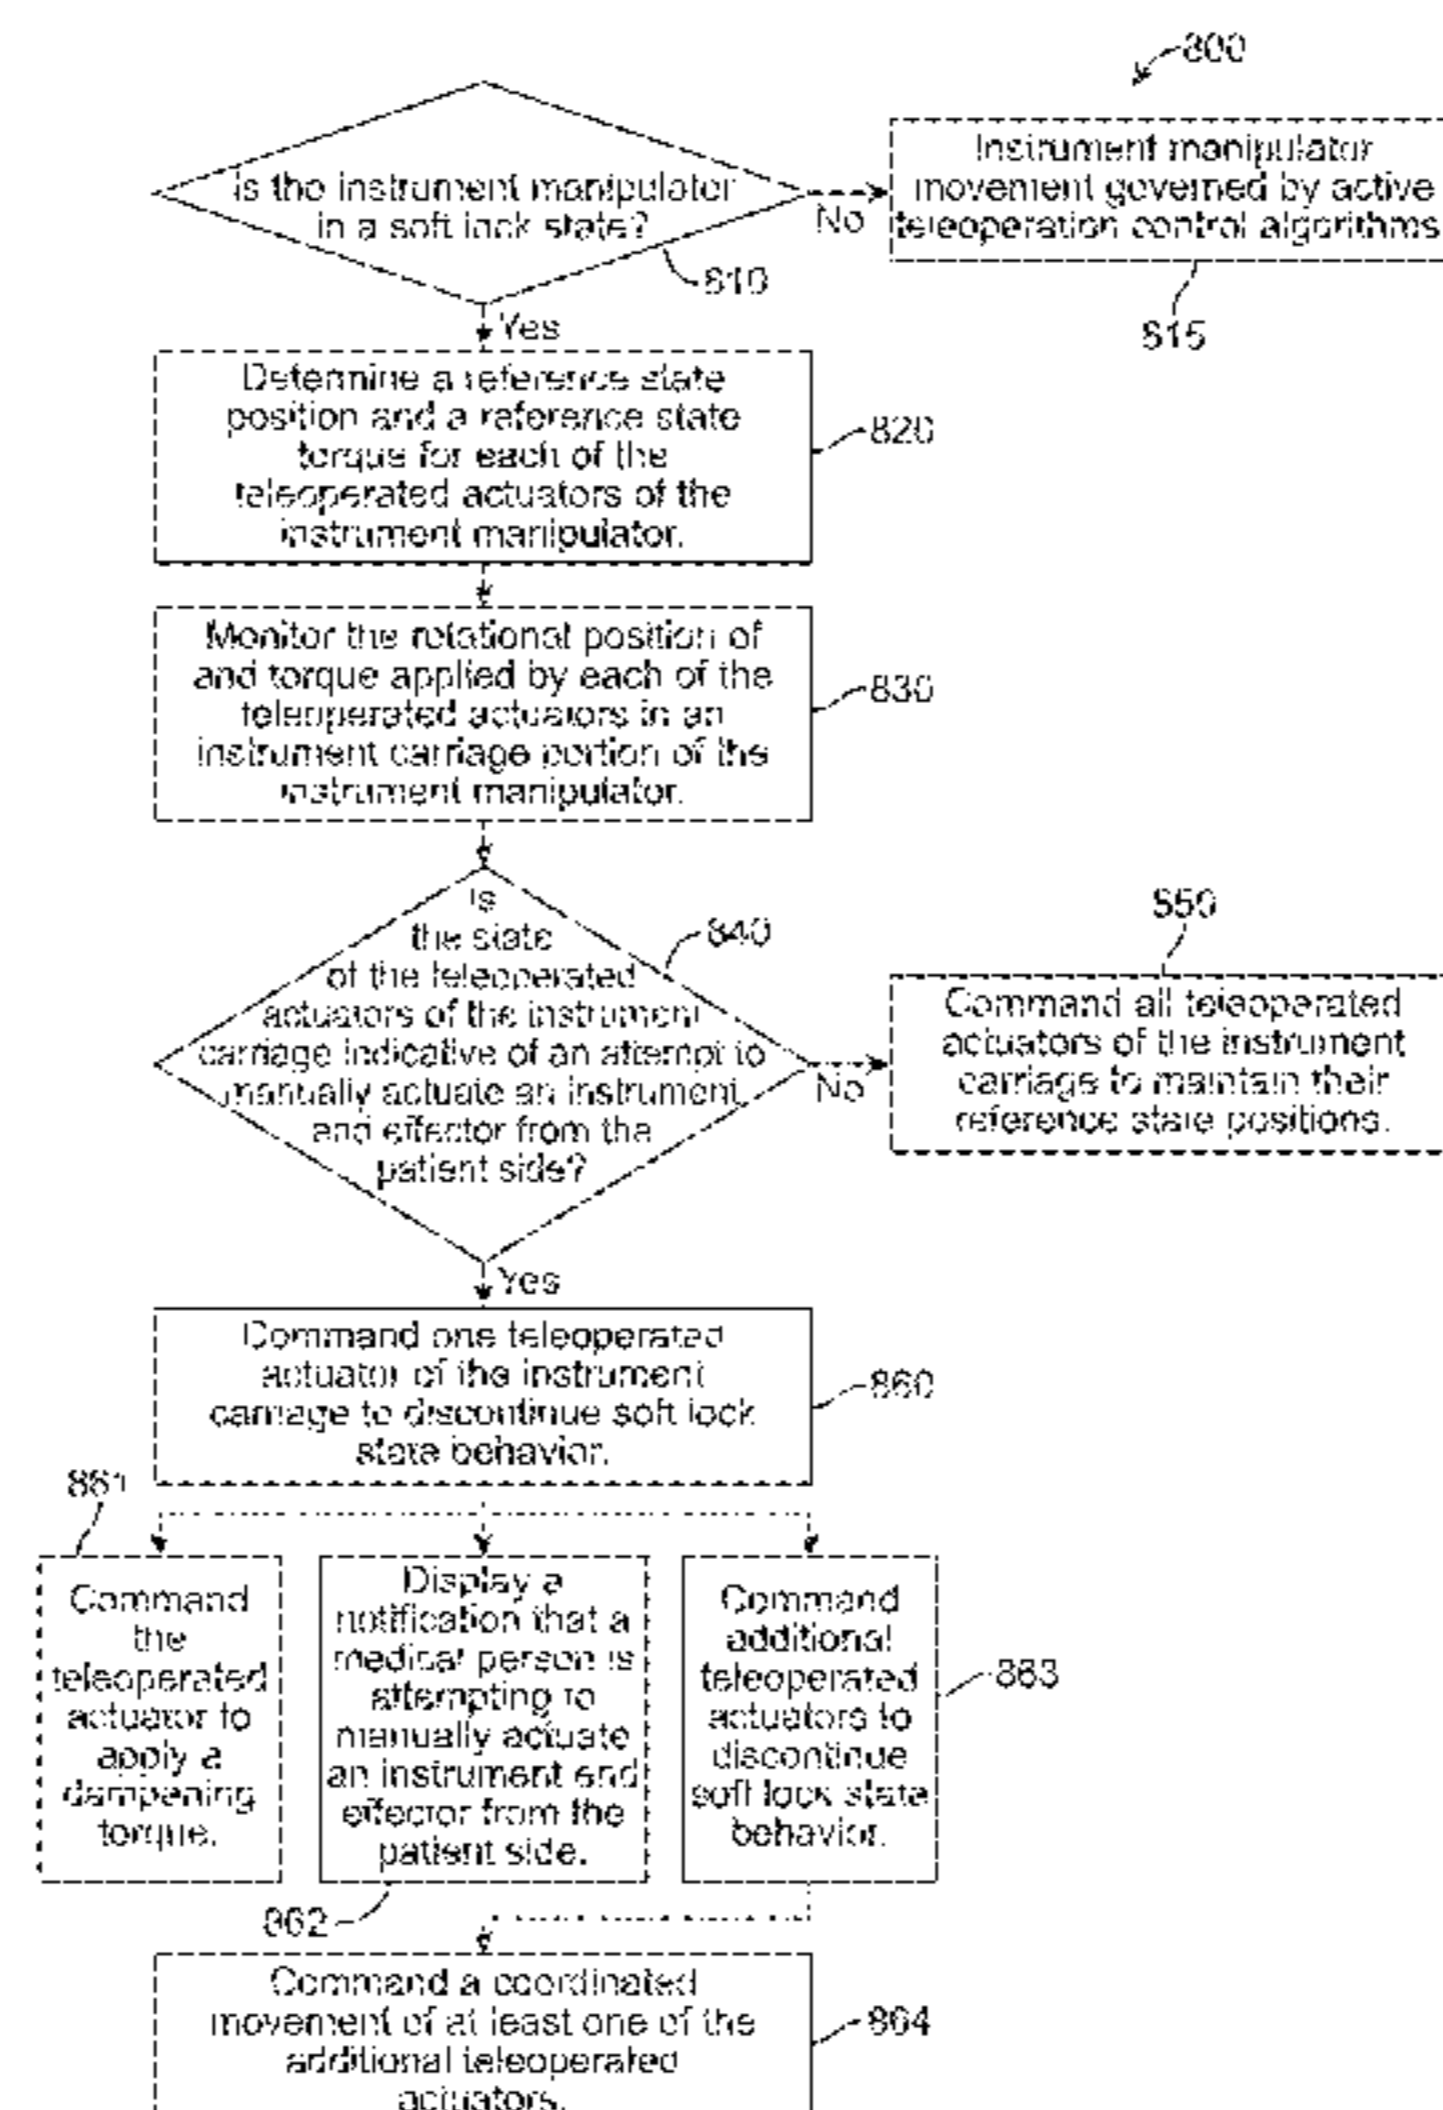 800
Is the instrument manipulator
in a soft lock state?
No
810
Instrument manipulator
movement governed by active
teleoperation control algorithms
815
Yes
Determine a reference state
position and a reference state
torque for each of the
teleoperated actuators of the
instrument manipulator.
820
Monitor the rotational position of
and torque applied by each of the
teleoperated actuators in an
instrument carriage portion of the
instrument manipulator.
830
Is
the state
of the teleoperated
actuators of the instrument
carriage indicative of an attempt to
manually actuate an instrument
end effector from the
patient side?
840
No
850
Command all teleoperated
actuators of the instrument
carriage to maintain their
reference state positions.
Yes
Command one teleoperated
actuator of the instrument
carriage to discontinue soft lock
state behavior.
860
861
Command
the
teleoperated
actuator to
apply a
dampening
torque.
Display a
notification that a
medical person is
attempting to
manually actuate
an instrument end
effector from the
patient side.
862
Command
additional
teleoperated
actuators to
discontinue
soft lock state
behavior.
863
Command a coordinated
movement of at least one of the
additional teleoperated
actuators.
864